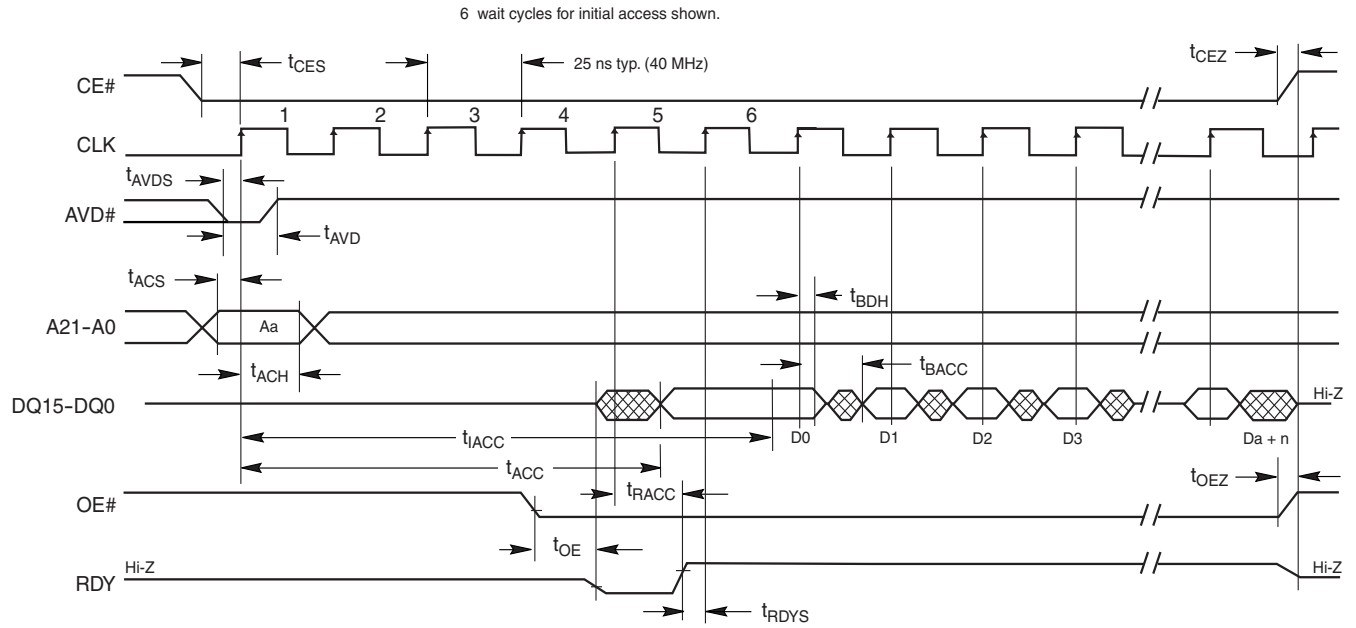 6 wait cycles for initial access shown.
tCES
25 ns typ. (40 MHz)
tCEZ
CE#
1 2 3 4 5 6
CLK
tAVDS
AVD#
tAVD
tACS
tBDH
A21-A0
Aa
tBACC
tACH
DQ15-DQ0
Hi-Z
D0 D1 D2 D3 Da + n
tIACC
tACC
tOEZ
tRACC
OE#
tOE
Hi-Z
Hi-Z
RDY
tRDYS